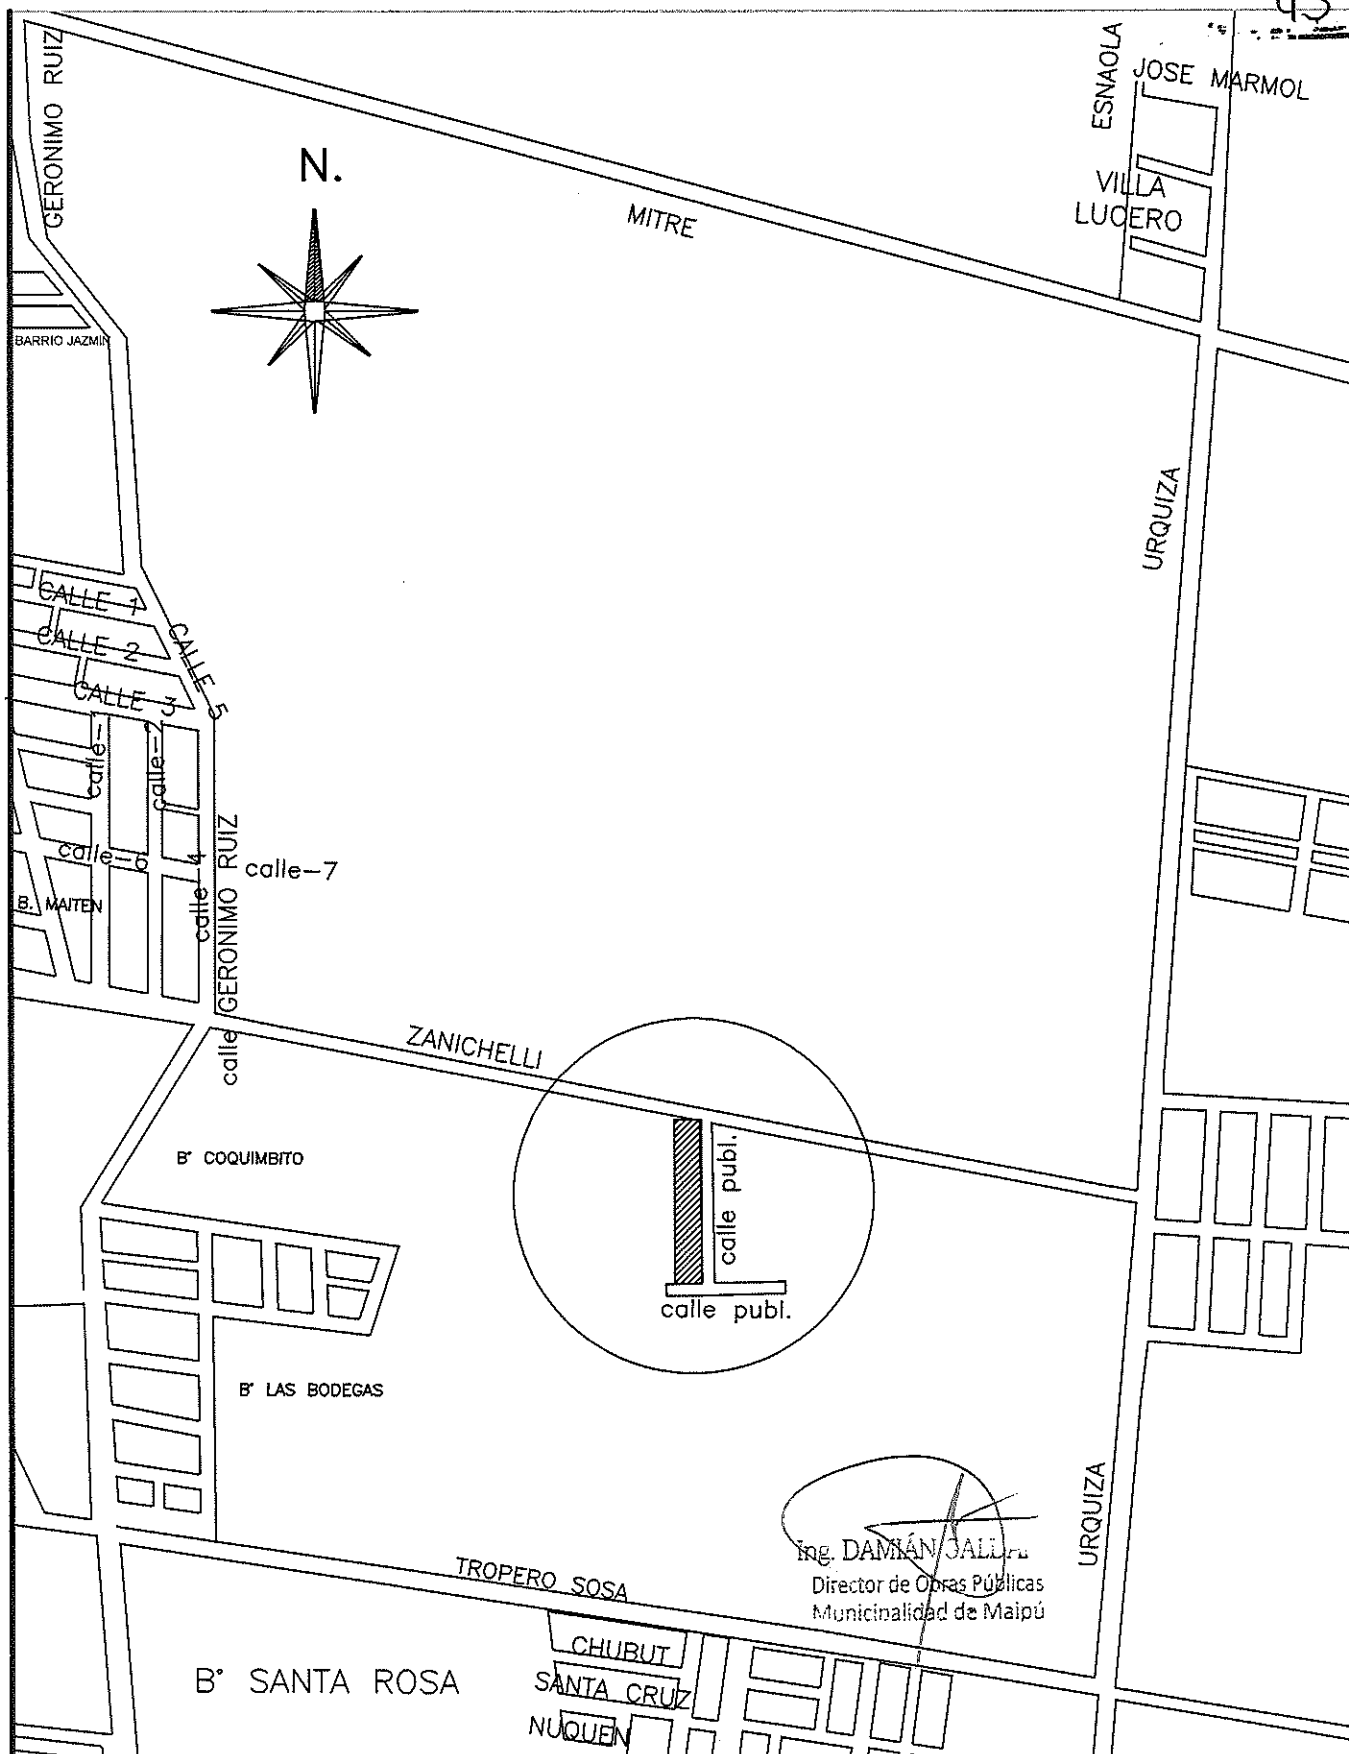 93
GERONIMO RUIZ
ESNAOLA
JOSE MARMOL
N.
MITRE
VILLA
LUCERO
BARRIO JAZMIN
URQUIZA
CALLE 1
CALLE 2
CALLE 3
CALLE 5
calle-1
calle-2
calle-6
calle 4
calle-7
B. MAITEN
calle GERONIMO RUIZ
ZANICHELLI
B° COQUIMBITO
calle publ.
calle publ.
B° LAS BODEGAS
URQUIZA
Ing. DAMIÁN
Director de Obras Públicas
Municipalidad de Maipú
TROPERO SOSA
CHUBUT
B° SANTA ROSA
SANTA CRUZ
NUQUEN